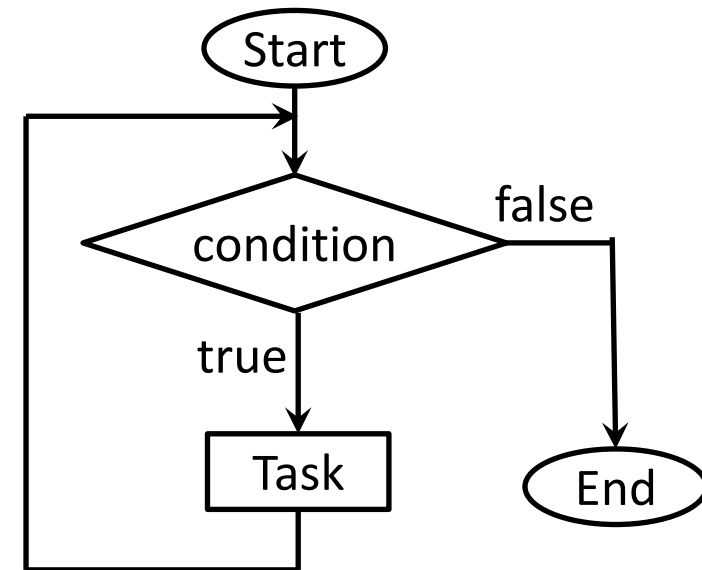 Start
false
condition
true
Task
End